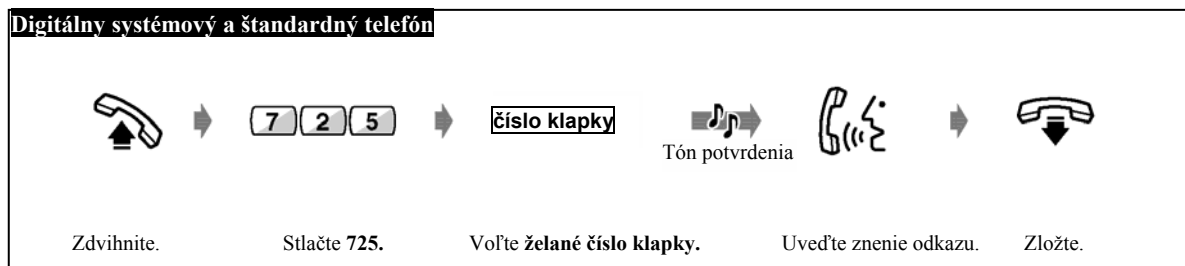 Digitálny systémový a štandardný telefón
7 2 5 číslo klapky
Tón potvrdenia
Zdvihnite. Stlačte 725. Voľte želané číslo klapky. Uveďte znenie odkazu. Zložte.